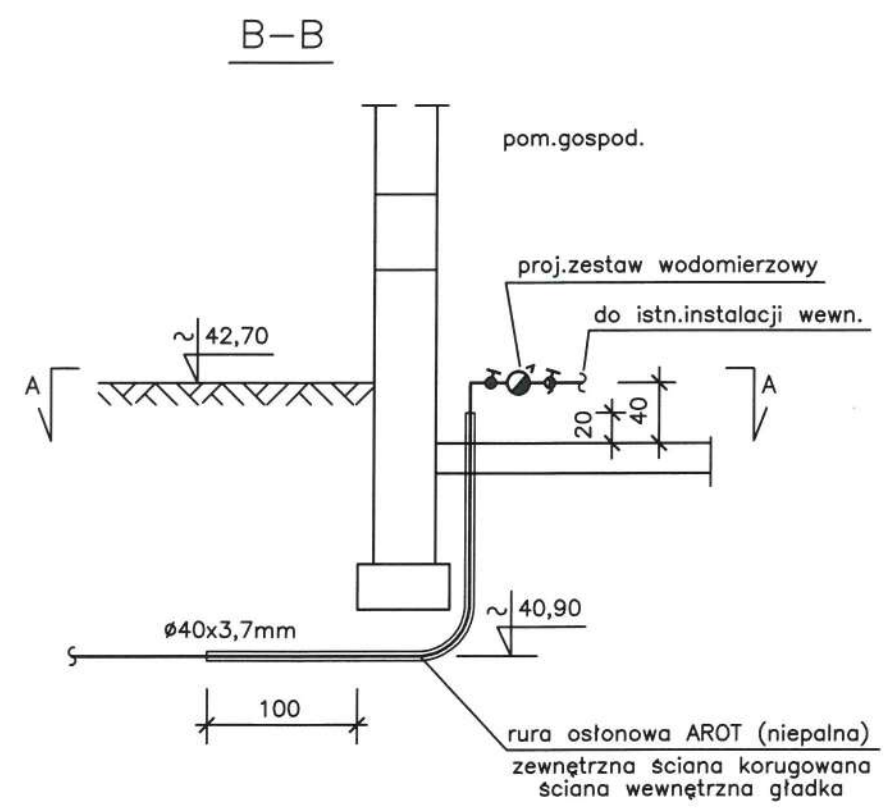 B-B
pom.gospod.
proj.zestaw wodomierzowy
do istn.instalacji wewn.
~ 42,70
A
A
20
40
~ 40,90
ø40x3,7mm
100
rura osłonowa AROT (niepalna)
zewnętrzna ściana korugowana
ściana wewnętrzna gładka